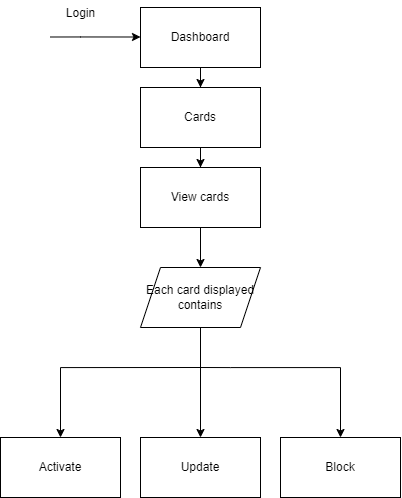 Login
Dashboard
Cards
View cards
Each card displayed
contains
Activate
Update
Block